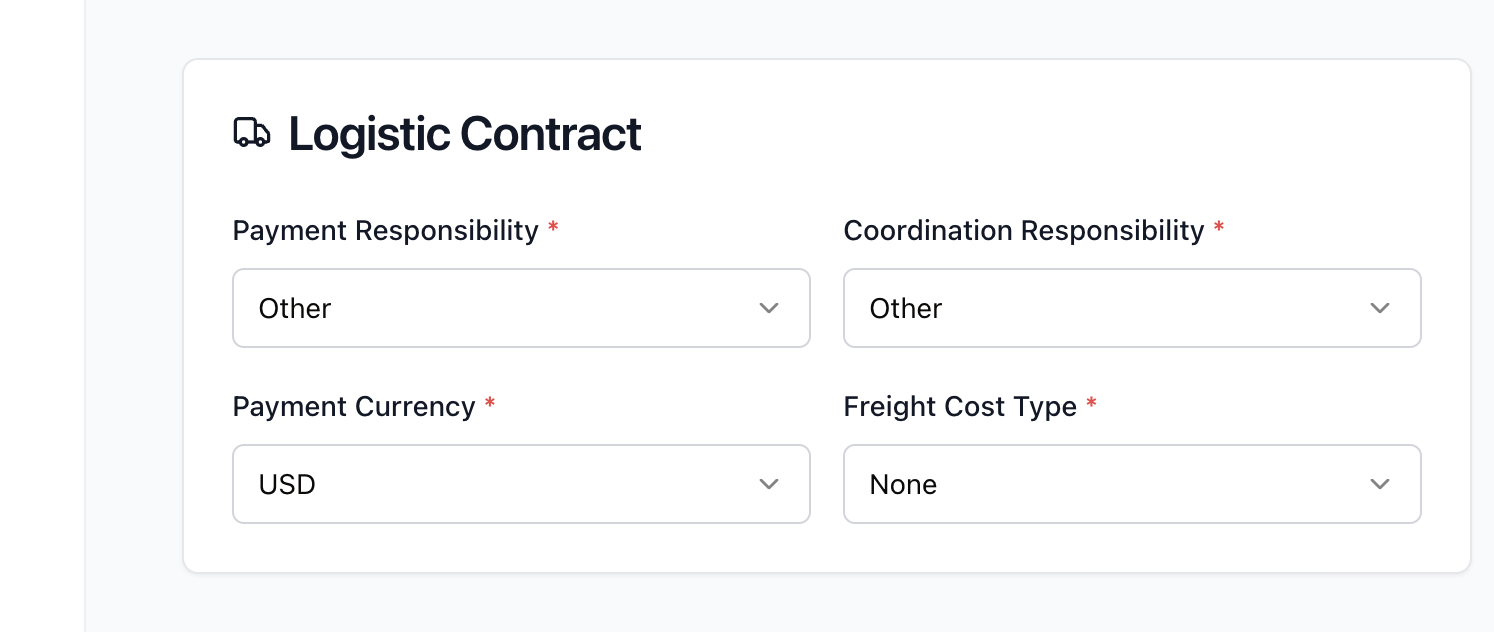 Logistic Contract
Payment Responsibility *
Coordination Responsibility *
Other
Other
Payment Currency *
Freight Cost Type *
USD
None